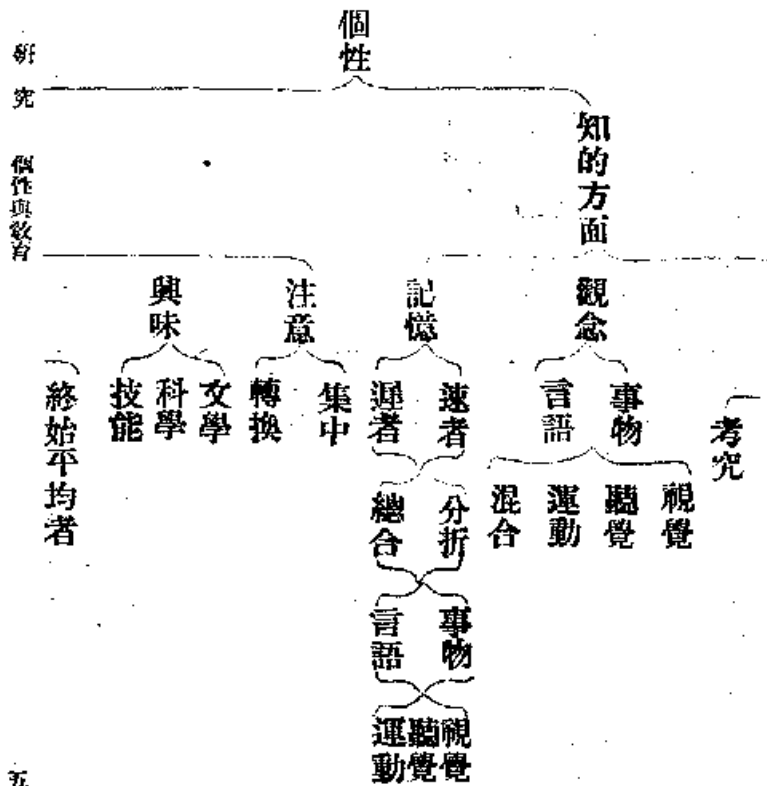 個性
知的方面
考究
觀念
事物
言語
視覺
聽覺
運動
混合
記憶
速者
遲者
分折
總合
事物
言語
視覺
聽覺
運動
注意
集中
轉換
興味
文學
科學
技能
終始平均者
研究
個性與敎育
五